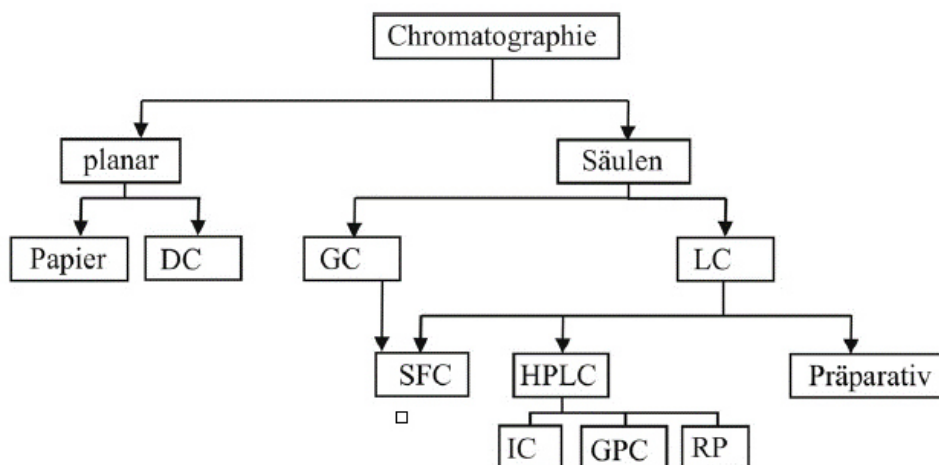 Chromatographie
planar
Säulen
Papier
DC
GC
LC
SFC
HPLC
Präparativ
IC
GPC
RP